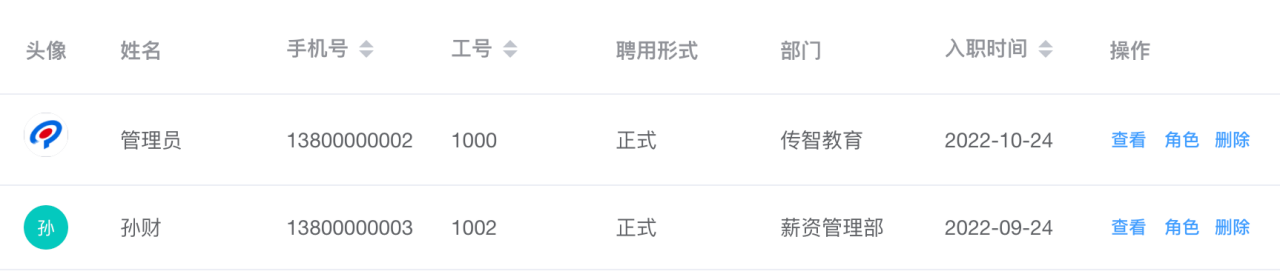 头像 姓名 手机号 工号 聘用形式 部门 入职时间 操作
管理员 13800000002 1000 正式 传智教育 2022-10-24 查看 角色 删除
孙 孙财 13800000003 1002 正式 薪资管理部 2022-09-24 查看 角色 删除